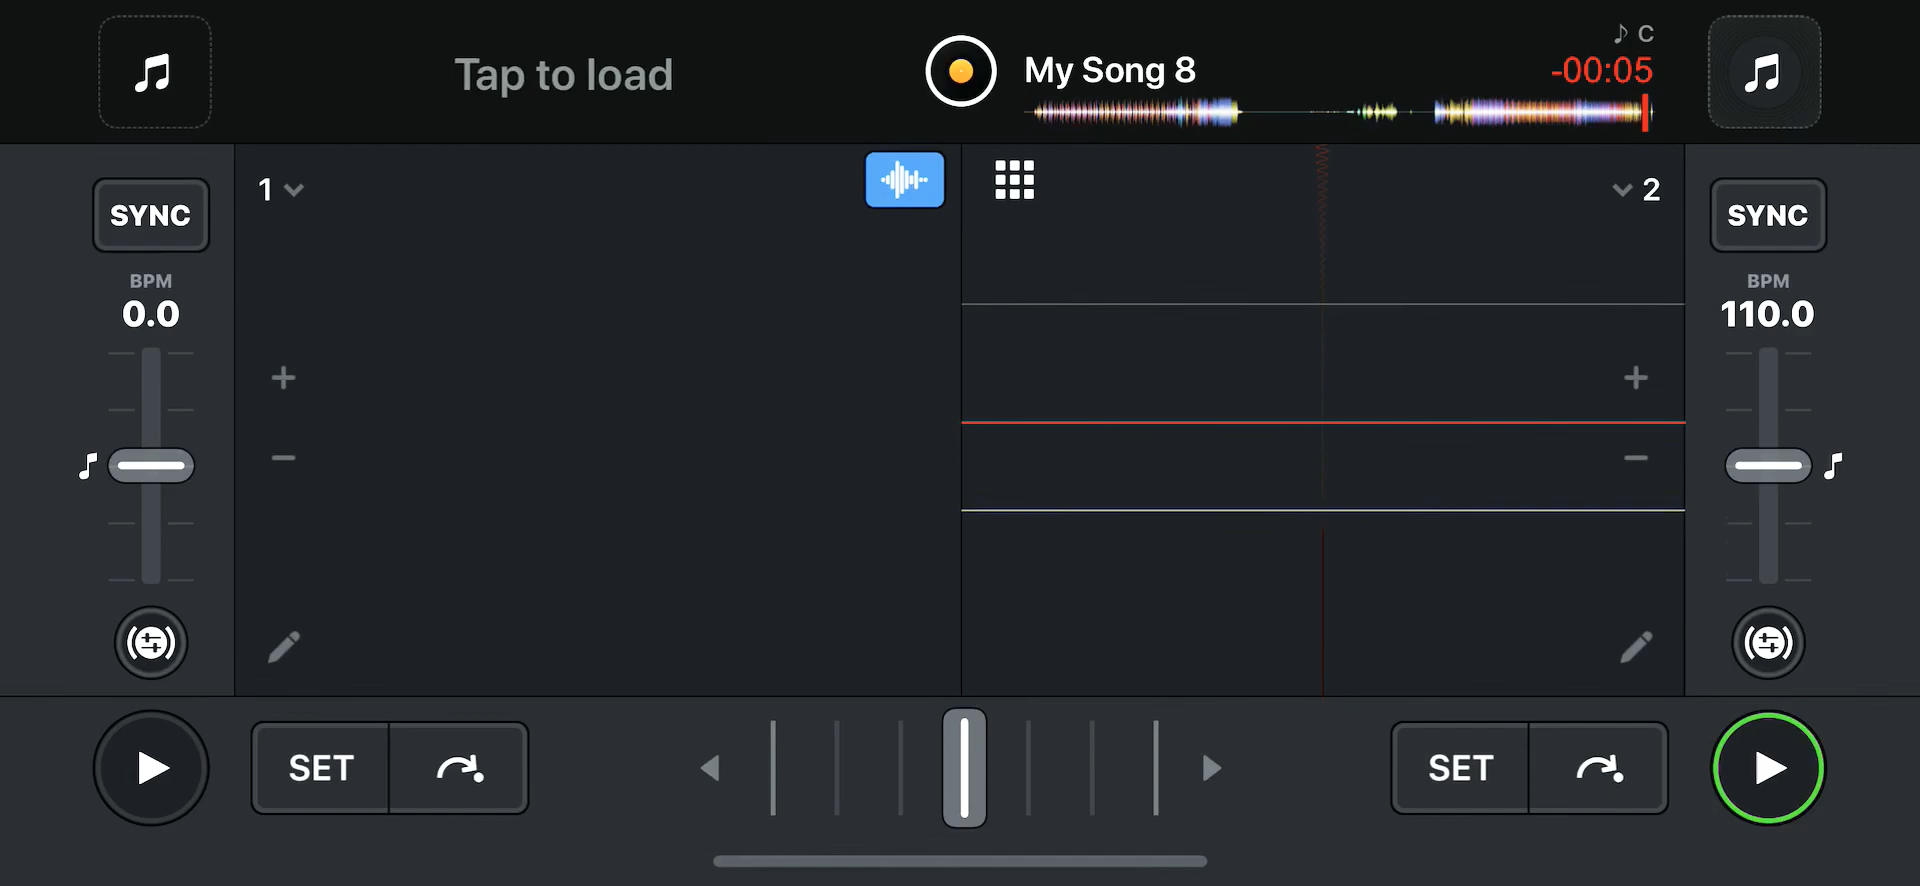 Tap to load
My Song 8
C
-00:05
1
2
SYNC
BPM
0.0
SYNC
BPM
110.0
SET
SET